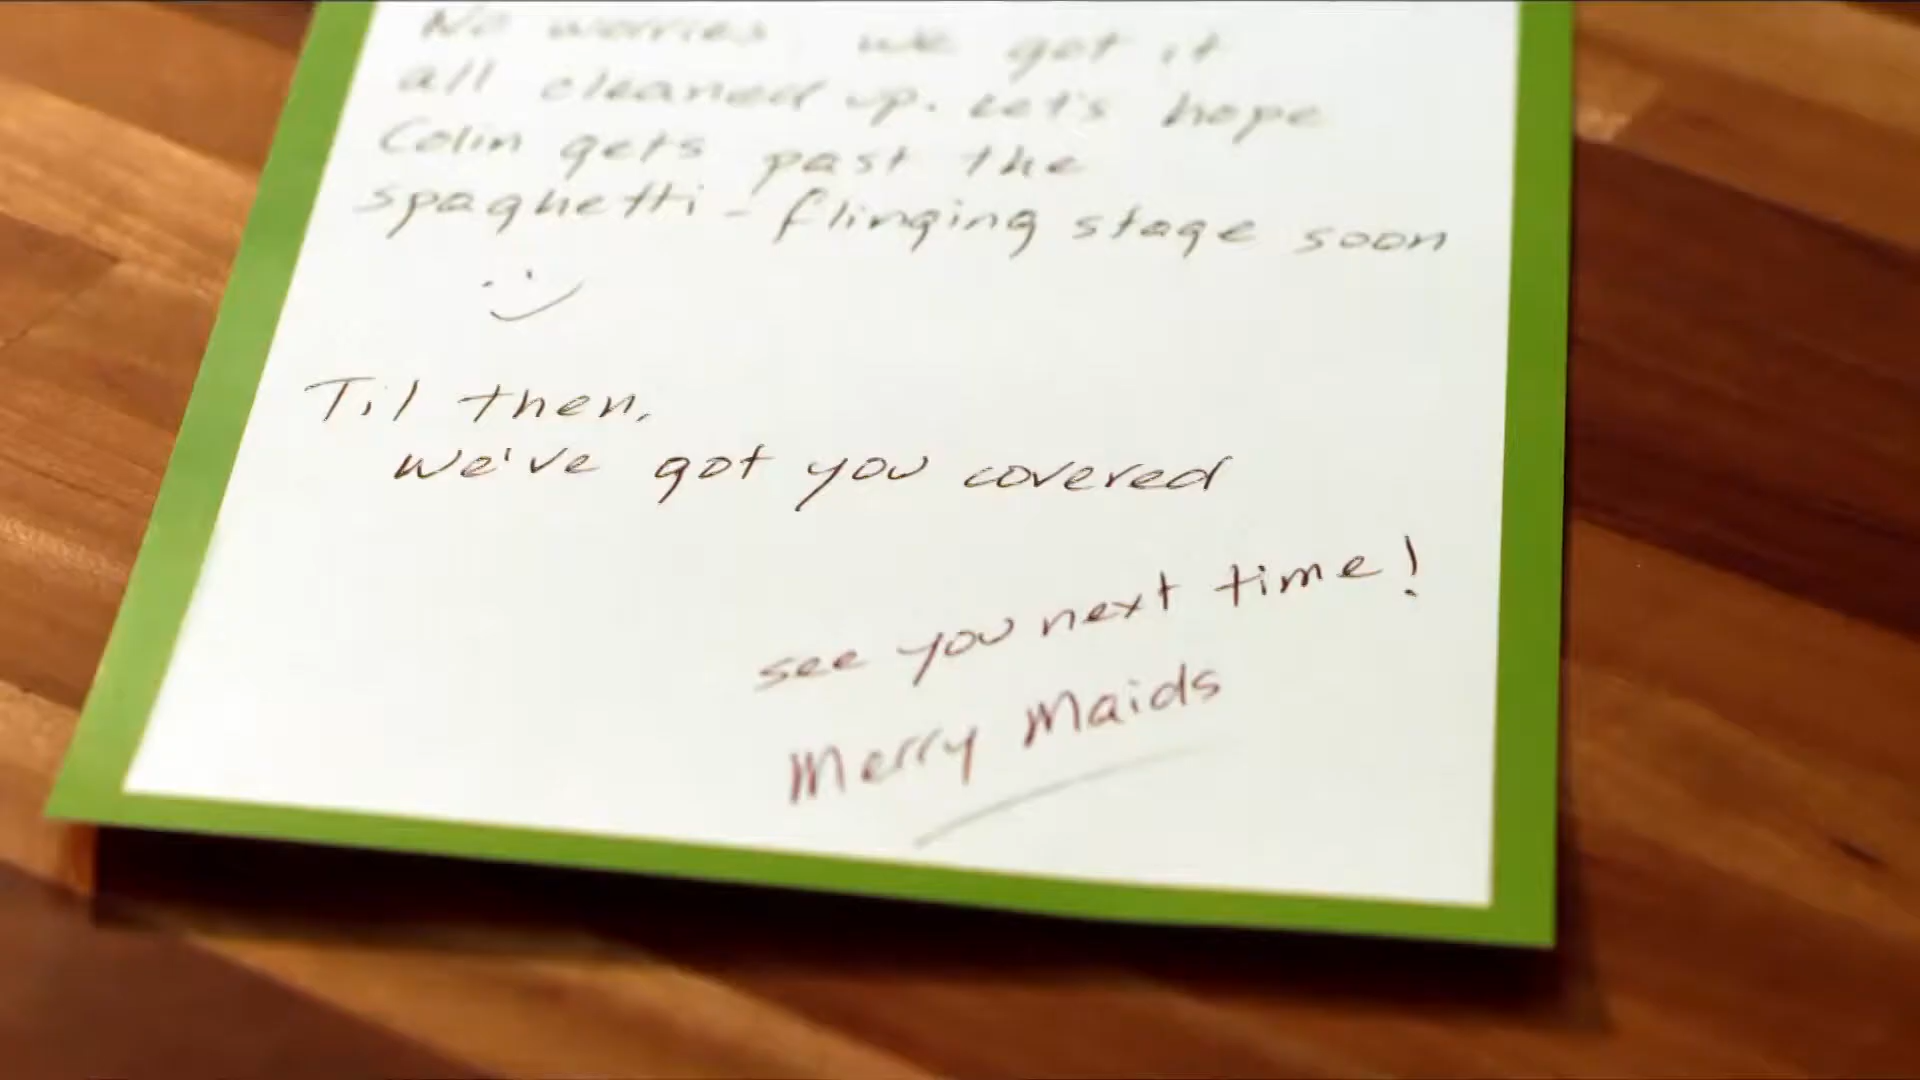 No worries we got it
all cleaned up. Let's hope
Colin gets past the
spaghetti - flinging stage soon
:)
Til then,
we've got you covered
see you next time!
Merry Maids